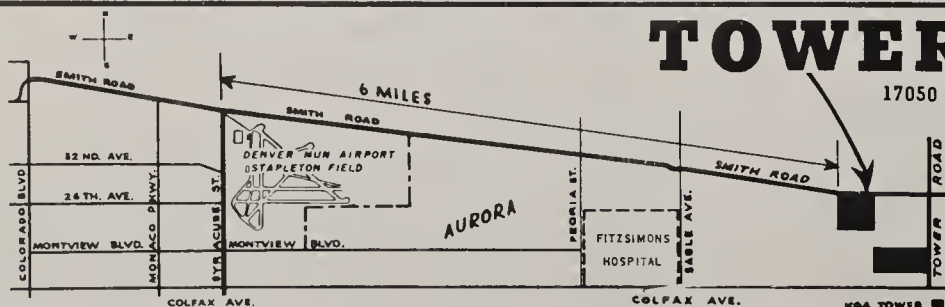 TOWER
17050
N
W E
S
SMITH ROAD
6 MILES
SMITH ROAD
32 ND. AVE.
DENVER MUN AIRPORT
STAPLETON FIELD
SMITH ROAD
26 TH. AVE.
COLORADO BLVD.
MONACO PKWY.
SYRACUSE ST.
AURORA
PEORIA ST.
FITZSIMONS
HOSPITAL
SABLE AVE.
TOWER ROAD
MONTVIEW BLVD.
MONTVIEW BLVD.
COLFAX AVE.
COLFAX AVE.
KOA TOWER